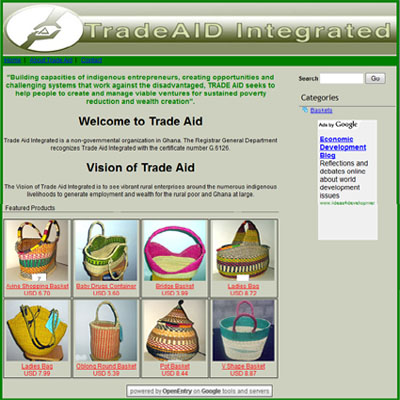 TradeAID Integrated
Home | About Trade Aid | Contact
"Building capasities of indigenous entrepreneurs, creating opportunities and
challenging systems that work against the disadvantaged, TRADE AID seeks to
help people to create and manage viable ventures for sustained poverty
reduction and wealth creation".
Welcome to Trade Aid
Trade Aid Integrated is a non-governmental organization in Ghana. The Registrar General Department
recognizes Trade Aid Integrated with the certificate number G.6126.
Vision of Trade Aid
The Vision of Trade Aid Integrated is to see vibrant rural enterprises around the numerous indigenous
livelihoods to generate employment and wealth for the rural poor and Ghana at large.
Featured Products
Shopping Basket
USD 6.70
Baby Drugs Container
USD 3.60
Bridge Basket
USD 3.99
Ladies Bag
USD 8.72
Ladies Bag
USD 7.99
Oblong Round Basket
USD 5.39
Pot Basket
USD 8.44
V Shape Basket
USD 8.87
powered by OpenEntry on Google tools and servers
Search
Go
Categories
Baskets
Ads by Google
Economic
Development
Blog
Reflections and
debates online
about world
development
issues